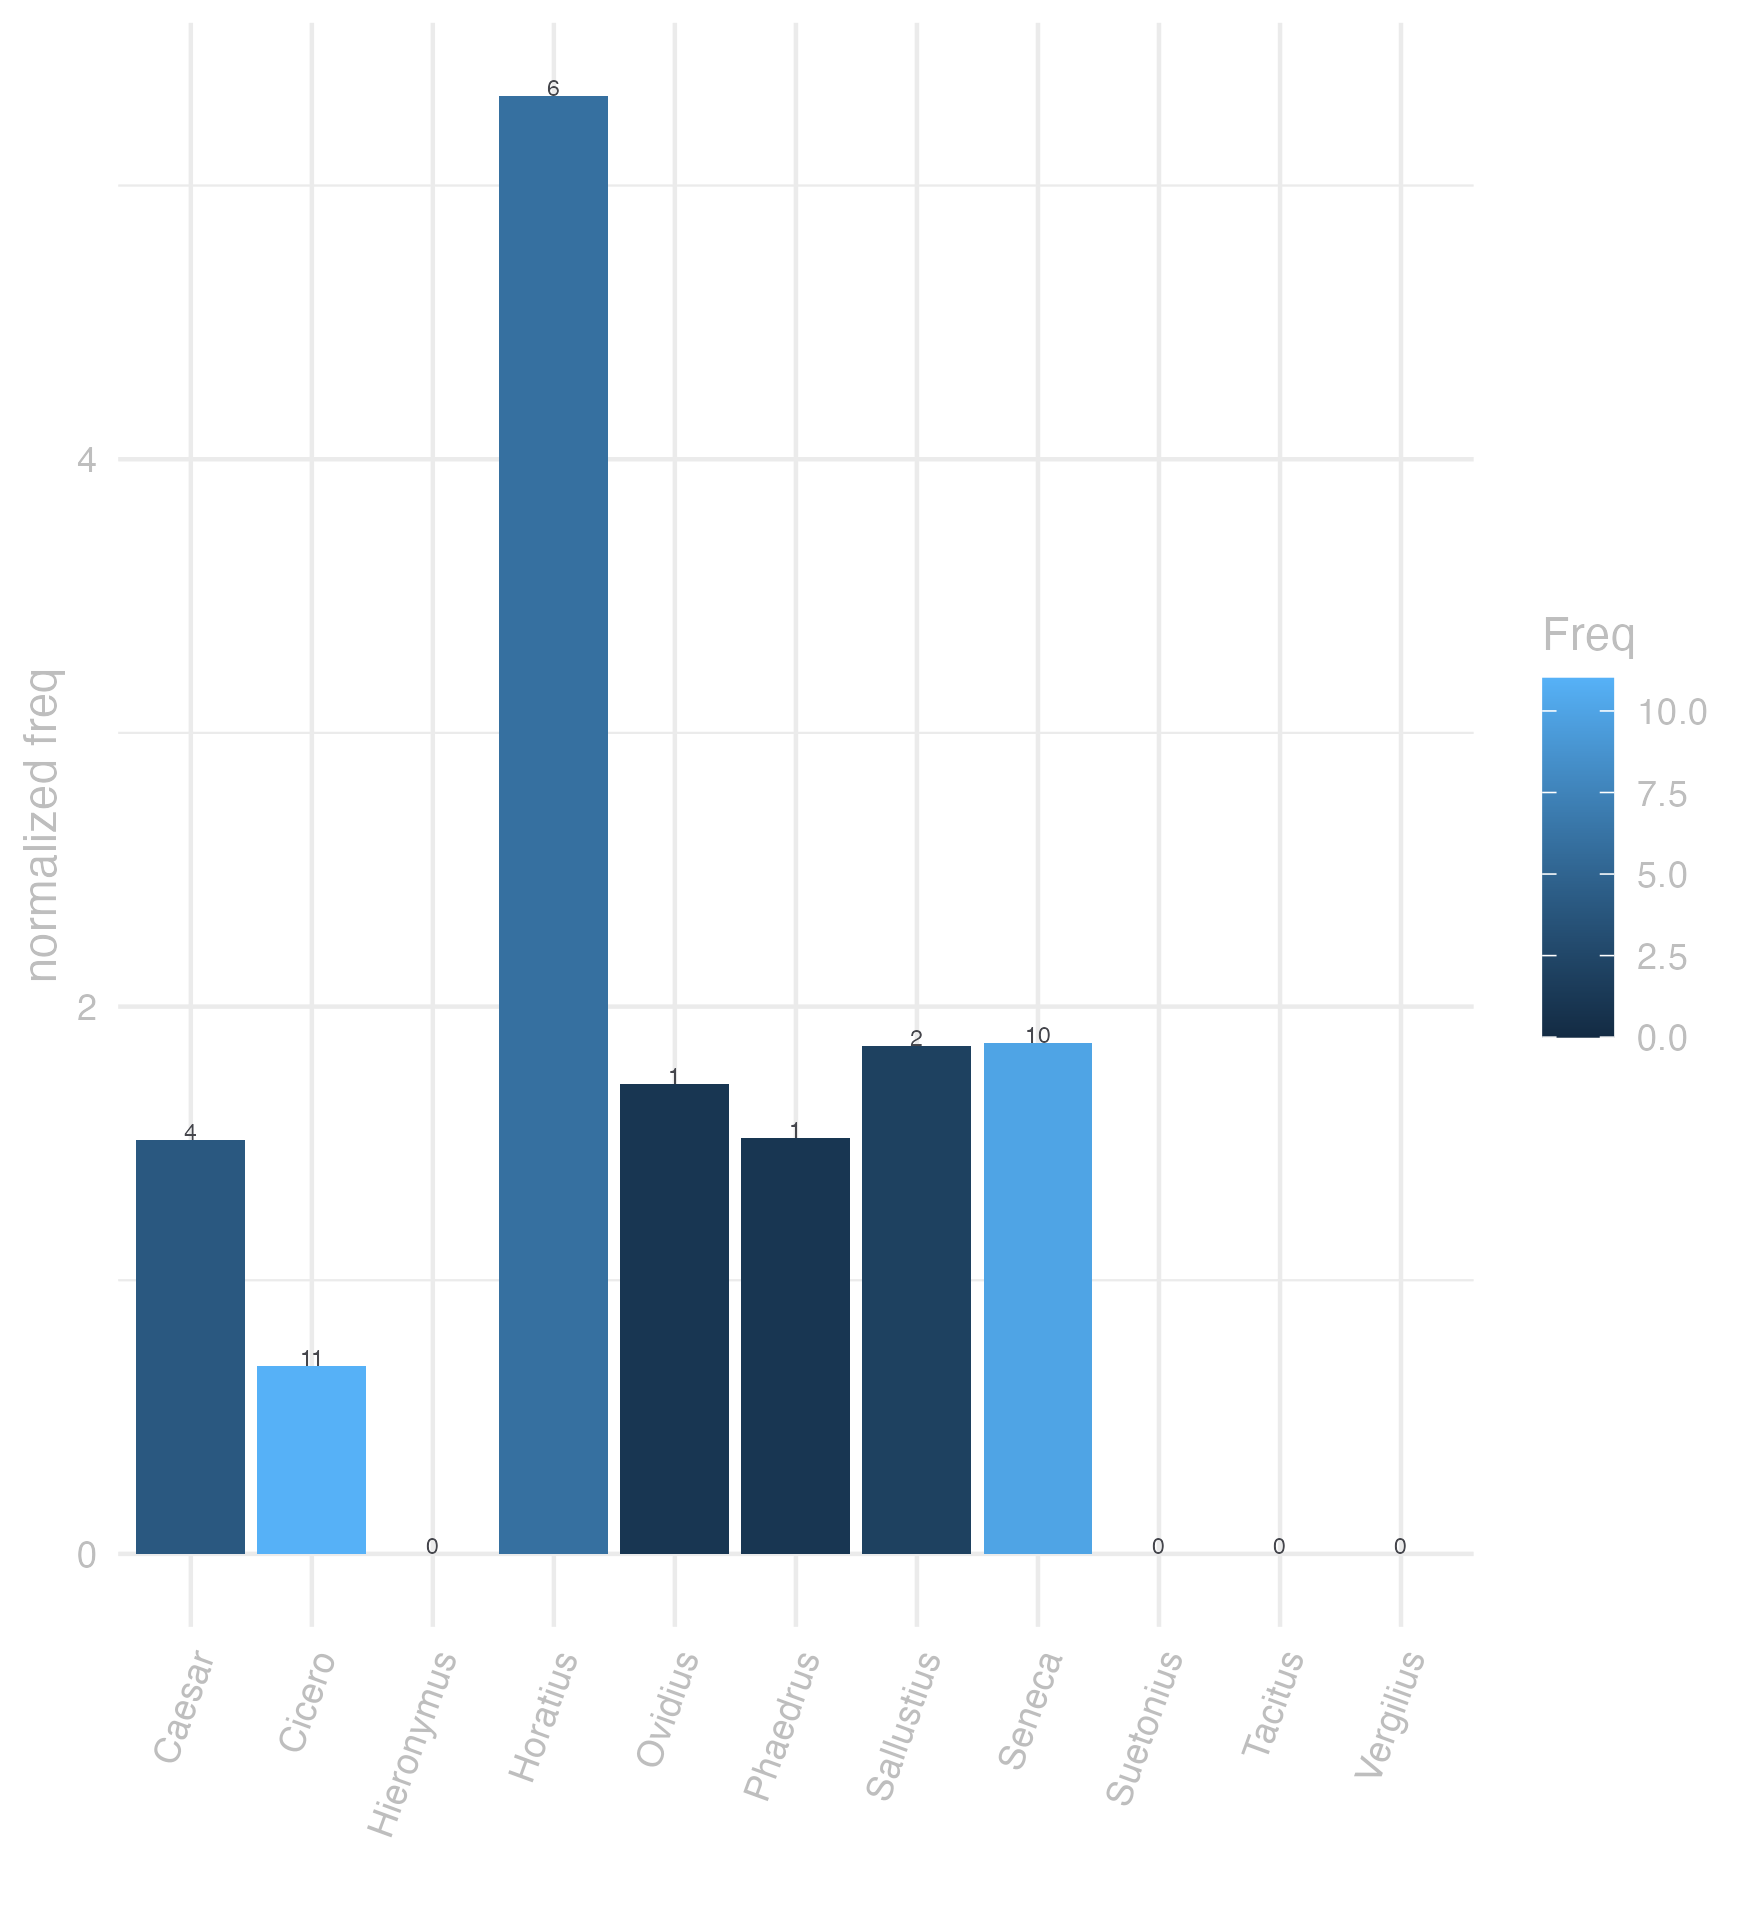 6
4
2
0
normalized freq
4
11
0
1
1
2
10
0
0
0
Caesar
Cicero
Hieronymus
Horatius
Ovidius
Phaedrus
Sallustius
Seneca
Suetonius
Tacitus
Vergilius
Freq
10.0
7.5
5.0
2.5
0.0